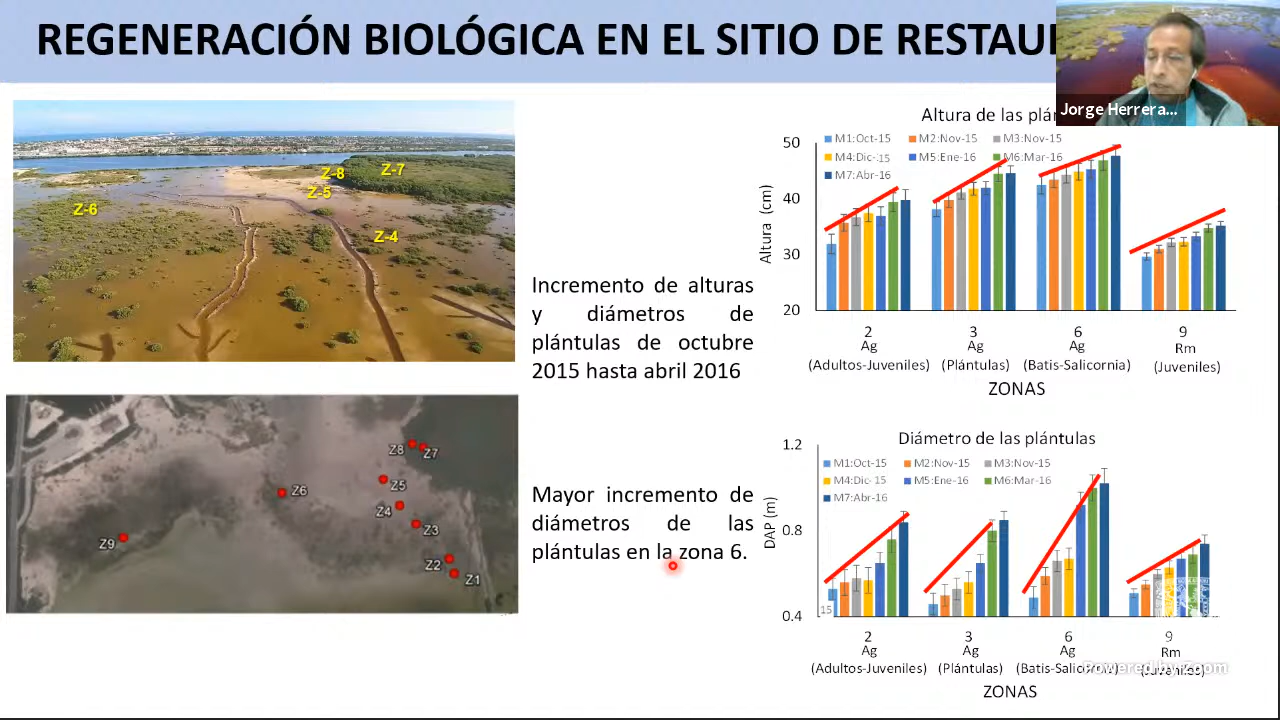 REGENERACIÓN BIOLÓGICA EN EL SITIO DE RESTAU
Jorge Herrera...
Z-8
Z-7
Z-5
Z-6
Z-4
Incremento de alturas
y diámetros de
plántulas de octubre
2015 hasta abril 2016
Z8
Z7
Z5
Z6
Z4
Z3
Z9
Z2
Z1
Mayor incremento de
diámetros de las
plántulas en la zona 6.
Altura de las plán
M1:Oct-15 M2:Nov-15 M3:Nov-15
M4:Dic-15 M5:Ene-16 M6:Mar-16
M7:Abr-16
Altura (cm)
50
40
30
20
2 3 6 9
Ag Ag Ag Rm
(Adultos-Juveniles) (Plántulas) (Batis-Salicornia) (Juveniles)
ZONAS
Diámetro de las plántulas
M1:Oct-15 M2:Nov-15 M3:Nov-15
M4:Dic-15 M5:Ene-16 M6:Mar-16
M7:Abr-16
DAP (m)
1.2
0.8
0.4
15
2 3 6 9
Ag Ag Ag Rm
(Adultos-Juveniles) (Plántulas) (Batis-Salicornia) (Juveniles)
ZONAS
Powered by Zoom